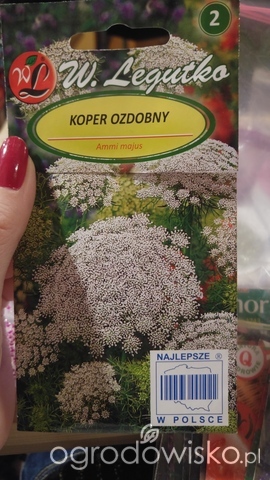 2
W. Legutko
KOPER OZDOBNY
Ammi majus
NAJLEPSZE
W POLSCE
ogrodowisko.pl